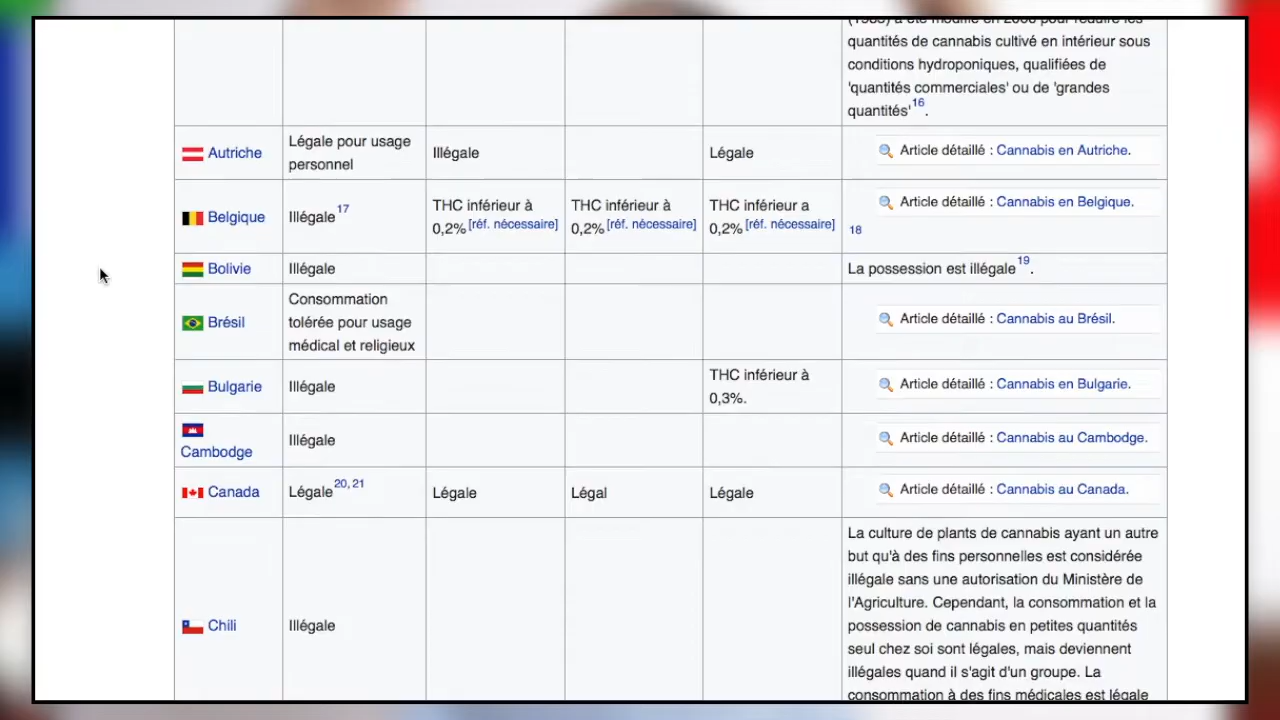 (1985) a été modifié en 2000 pour réduire les
quantités de cannabis cultivé en intérieur sous
conditions hydroponiques, qualifiées de
'quantités commerciales' ou de 'grandes
quantités'16.
Autriche
Légale pour usage
personnel
Illégale
Légale
Article détaillé : Cannabis en Autriche.
Belgique
Illégale17
THC inférieur à
0,2%[réf. nécessaire]
THC inférieur à
0,2%[réf. nécessaire]
THC inférieur a
0,2%[réf. nécessaire]
Article détaillé : Cannabis en Belgique.
18
Bolivie
Illégale
La possession est illégale19.
Brésil
Consommation
tolérée pour usage
médical et religieux
Article détaillé : Cannabis au Brésil.
Bulgarie
Illégale
THC inférieur à
0,3%.
Article détaillé : Cannabis en Bulgarie.
Cambodge
Illégale
Article détaillé : Cannabis au Cambodge.
Canada
Légale20, 21
Légale
Légal
Légale
Article détaillé : Cannabis au Canada.
Chili
Illégale
La culture de plants de cannabis ayant un autre
but qu'à des fins personnelles est considérée
illégale sans une autorisation du Ministère de
l'Agriculture. Cependant, la consommation et la
possession de cannabis en petites quantités
seul chez soi sont légales, mais deviennent
illégales quand il s'agit d'un groupe. La
consommation à des fins médicales est légale